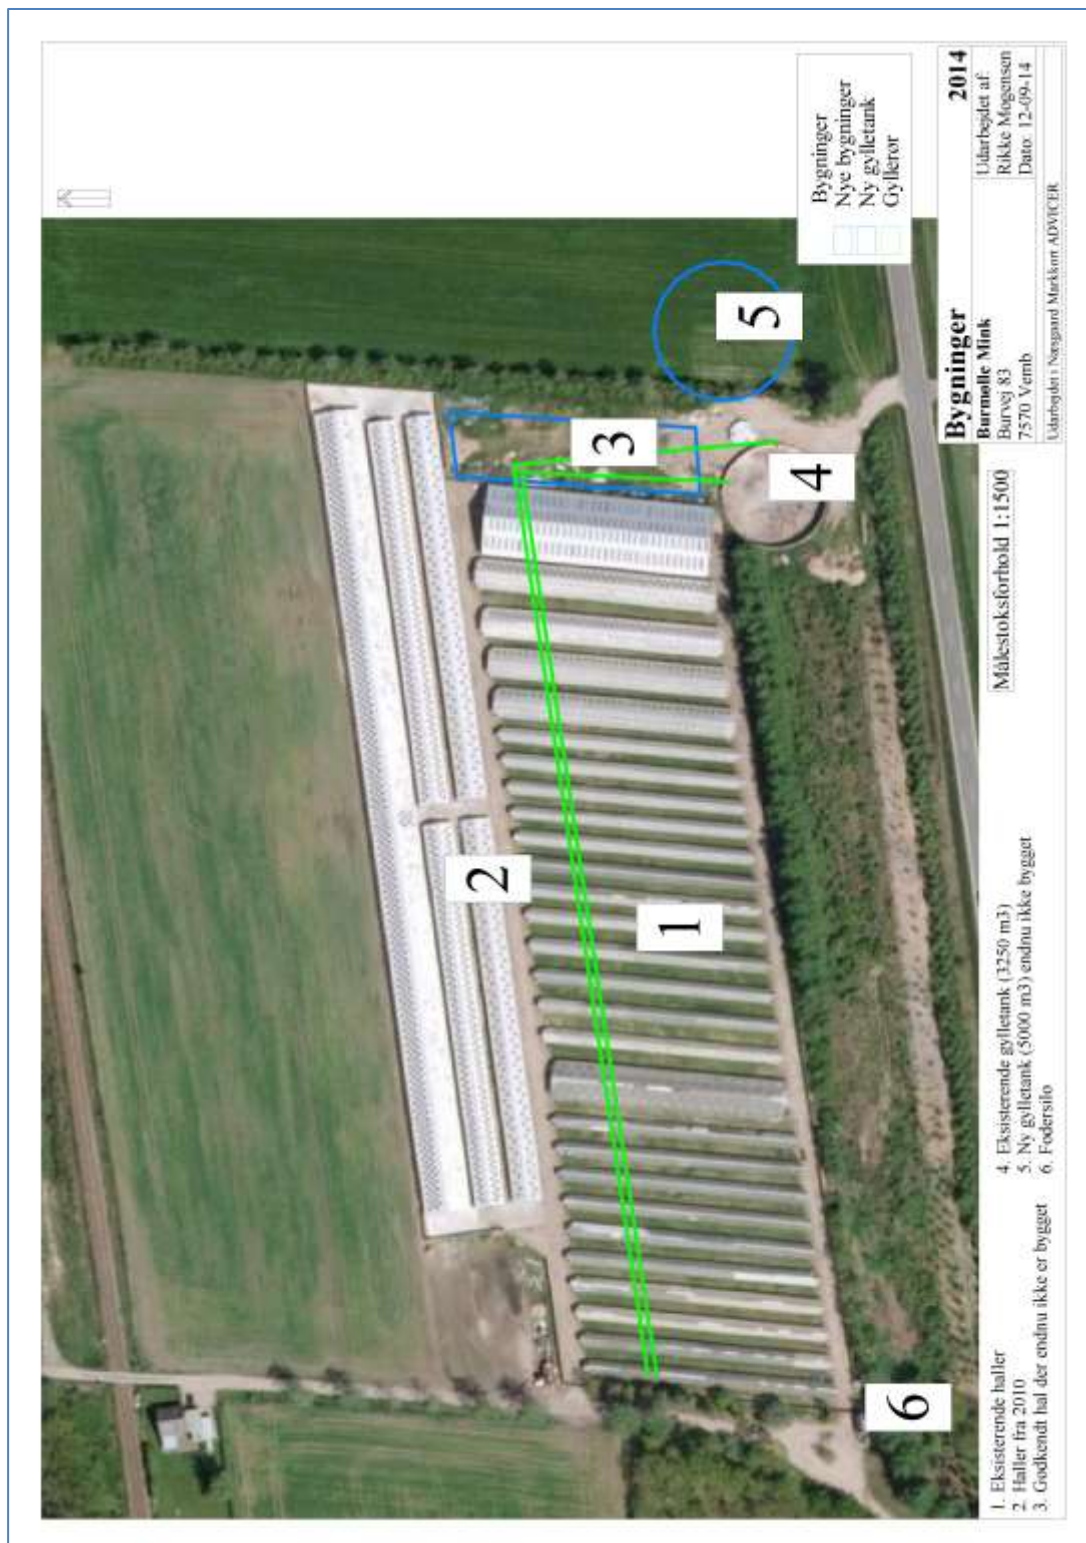 Bygninger
Nye bygninger
Ny gylletank
Gyllerør
1
2
3
4
5
6
1. Eksisterende haller
2. Haller fra 2010
3. Godkendt hal der endnu ikke er bygget
4. Eksisterende gylletank (3250 m3)
5. Ny gylletank (5000 m3) endnu ikke bygget
6. Fodersilo
Målestoksforhold 1:1500
Bygninger 2014
Burmølle Mink
Burvej 83
7570 Vemb
Udarbejdet af:
Rikke Mogensen
Dato: 12-09-14
Udarbejdet i Næsgaard Markkort ADVICER